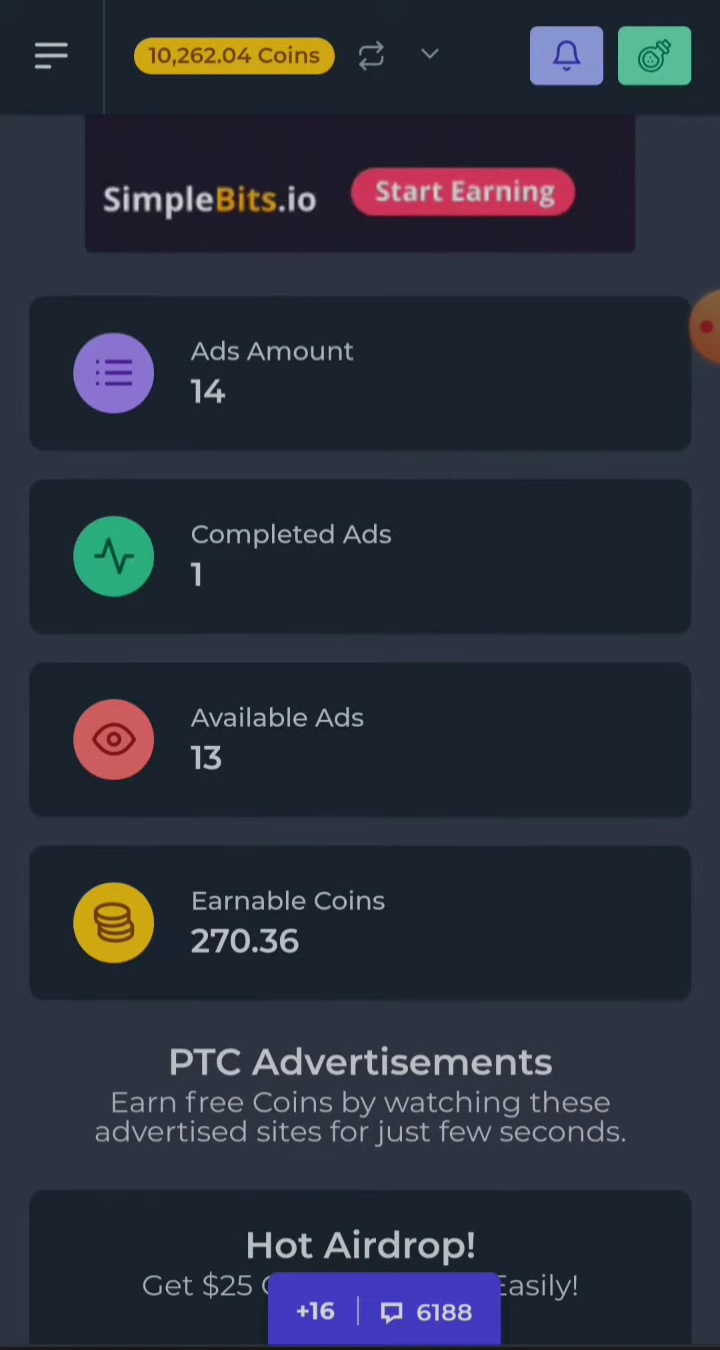 10,262.04 Coins
SimpleBits.io
Start Earning
Ads Amount
14
Completed Ads
1
Available Ads
13
Earnable Coins
270.36
PTC Advertisements
Earn free Coins by watching these
advertised sites for just few seconds.
Hot Airdrop!
Get $25 Easily!
+16
6188